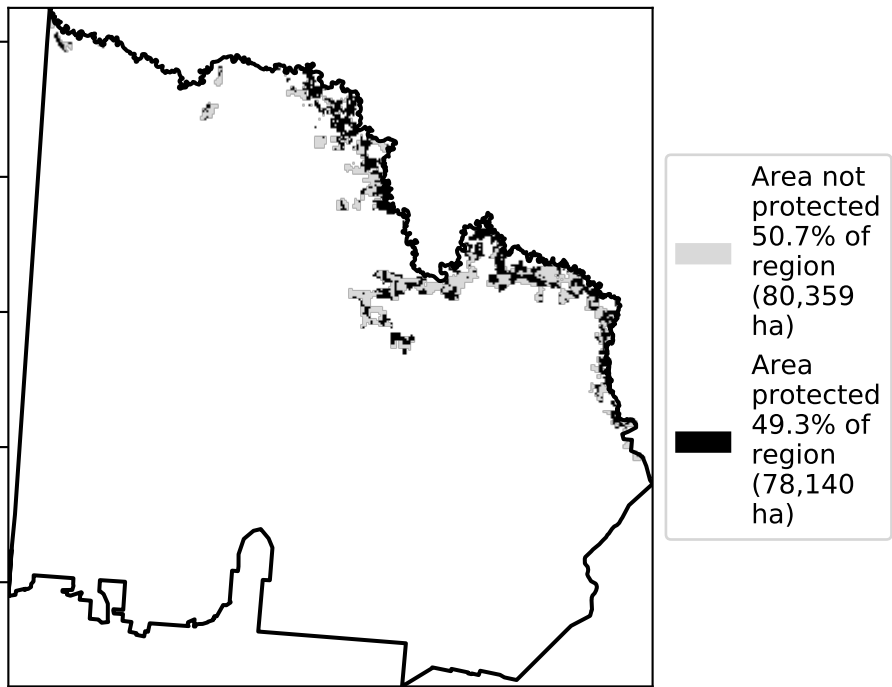 Area not
protected
50.7% of
region
(80,359
ha)
Area
protected
49.3% of
region
(78,140
ha)